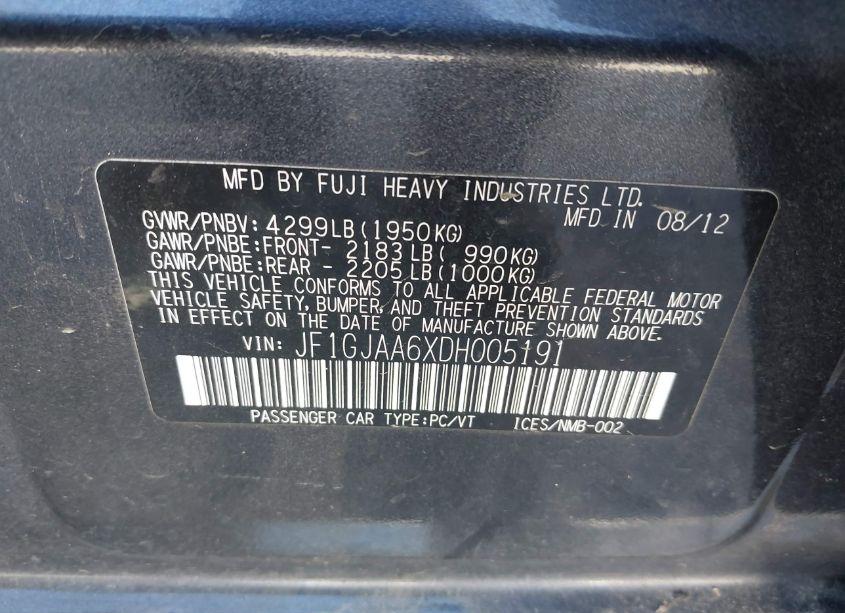 MFD BY FUJI HEAVY INDUSTRIES LTD.
MFD IN 08/12
GVWR/PNBV: 4299LB (1950KG)
GAWR/PNBE:FRONT- 2183LB ( 990KG)
GAWR/PNBE:REAR - 2205LB (1000KG)
THIS VEHICLE CONFORMS TO ALL APPLICABLE FEDERAL MOTOR
VEHICLE SAFETY, BUMPER, AND THEFT PREVENTION STANDARDS
IN EFFECT ON THE DATE OF MANUFACTURE SHOWN ABOVE.
VIN: JF1GJAA6XDH005191
PASSENGER CAR TYPE:PC/VT ICES/NMB-002